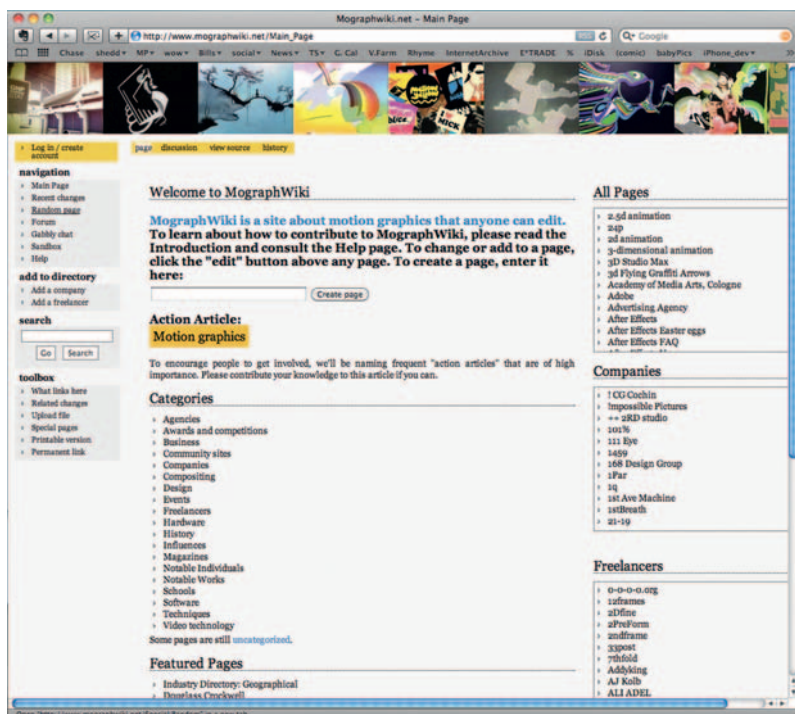 Mographwiki.net – Main Page
http://www.mographwiki.net/Main_Page
RSS
Google
Chase shedd MP wow Bills social News TS G. Cal V.Farm Rhyme InternetArchive E*TRADE % iDisk (comic) babyPics iPhone_dev
I
MICK
Log in / create
account
page discussion view source history
navigation
Main Page
Recent changes
Random page
Forum
Gabbly chat
Sandbox
Help
add to directory
Add a company
Add a freelancer
search
Go Search
toolbox
What links here
Related changes
Upload file
Special pages
Printable version
Permanent link
Welcome to MographWiki
MographWiki is a site about motion graphics that anyone can edit.
To learn about how to contribute to MographWiki, please read the
Introduction and consult the Help page. To change or add to a page,
click the "edit" button above any page. To create a page, enter it
here:
Create page
Action Article:
Motion graphics
To encourage people to get involved, we'll be naming frequent "action articles" that are of high
importance. Please contribute your knowledge to this article if you can.
Categories
Agencies
Awards and competitions
Business
Community sites
Companies
Compositing
Design
Events
Freelancers
Hardware
History
Influences
Magazines
Notable Individuals
Notable Works
Schools
Software
Techniques
Video technology
Some pages are still uncategorized.
Featured Pages
Industry Directory: Geographical
Douglass Crockwell
All Pages
2.5d animation
24p
2d animation
3-dimensional animation
3D Studio Max
3d Flying Graffiti Arrows
Academy of Media Arts, Cologne
Adobe
Advertising Agency
After Effects
After Effects Easter eggs
After Effects FAQ
Companies
! CG Cochin
!mpossible Pictures
++ 2RD studio
101%
111 Eye
1459
168 Design Group
1Par
1q
1st Ave Machine
1stBreath
21-19
Freelancers
0-0-0-0.org
12frames
2Dfine
2PreForm
2ndframe
33post
7thfold
Addyking
AJ Kolb
ALI ADEL